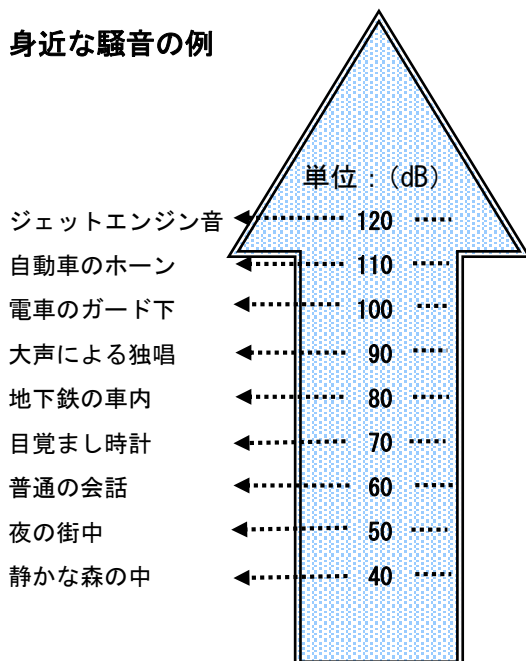 身近な騒音の例
単位：(dB)
ジェットエンジン音 120
自動車のホーン 110
電車のガード下 100
大声による独唱 90
地下鉄の車内 80
目覚まし時計 70
普通の会話 60
夜の街中 50
静かな森の中 40